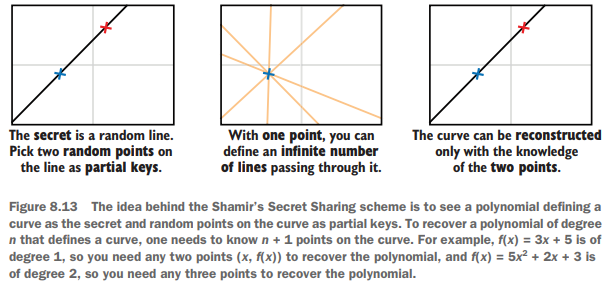 The secret is a random line.
Pick two random points on
the line as partial keys.
With one point, you can
define an infinite number
of lines passing through it.
The curve can be reconstructed
only with the knowledge
of the two points.
Figure 8.13 The idea behind the Shamir's Secret Sharing scheme is to see a polynomial defining a
curve as the secret and random points on the curve as partial keys. To recover a polynomial of degree
n that defines a curve, one needs to know n + 1 points on the curve. For example, f(x) = 3x + 5 is of
degree 1, so you need any two points (x, f(x)) to recover the polynomial, and f(x) = 5x² + 2x + 3 is
of degree 2, so you need any three points to recover the polynomial.